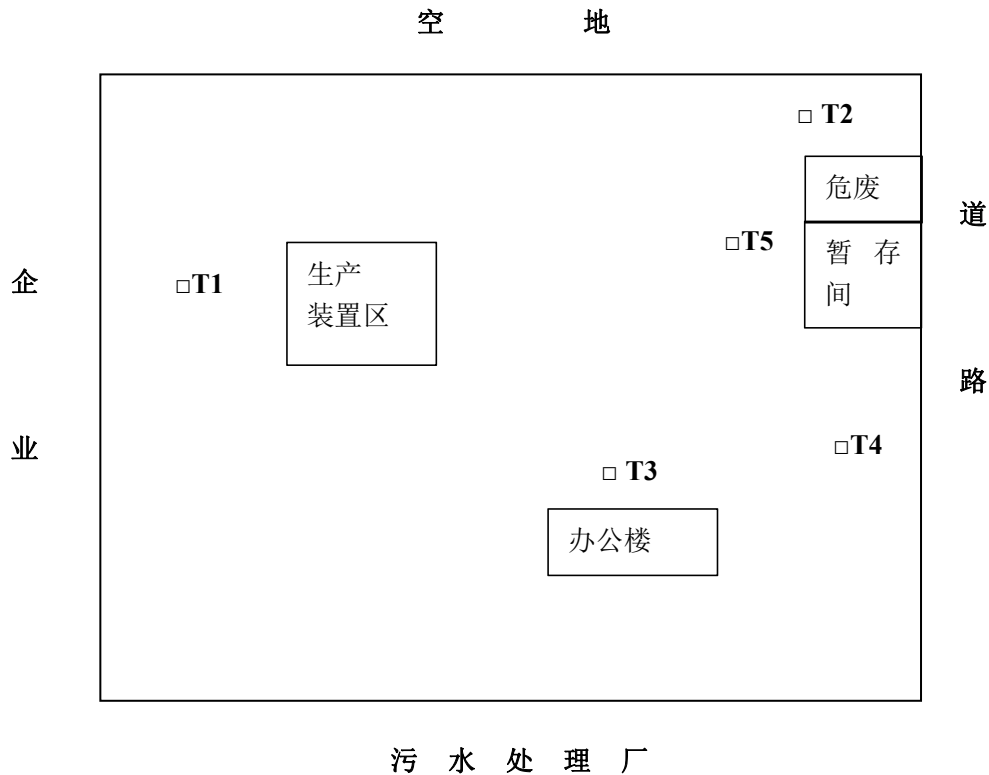 空 地
□ T2
危废
道
□T5
暂 存
间
企
□T1
生产
装置区
路
业
□T4
□ T3
办公楼
污 水 处 理 厂